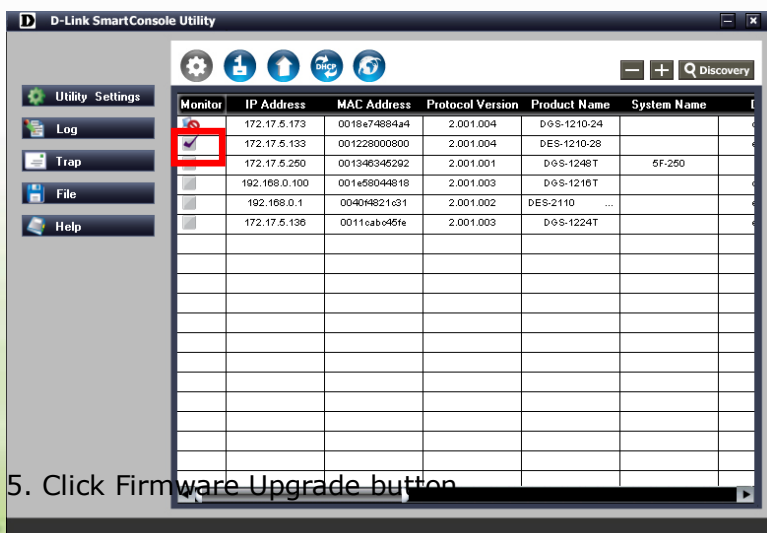 D-Link SmartConsole Utility
DHCP
Discovery
Utility Settings
Log
Trap
File
Help
Monitor IP Address MAC Address Protocol Version Product Name System Name
172.17.5.173 0018e74884a4 2.001.004 DGS-1210-24
172.17.5.133 001228000800 2.001.004 DES-1210-28
172.17.5.250 001346345292 2.001.001 DGS-1248T 5F-250
192.168.0.100 001e58044818 2.001.003 DGS-1216T
192.168.0.1 0040f4821c31 2.001.002 DES-2110 ...
172.17.5.136 0011cabc45fe 2.001.003 DGS-1224T
5. Click Firmware Upgrade button